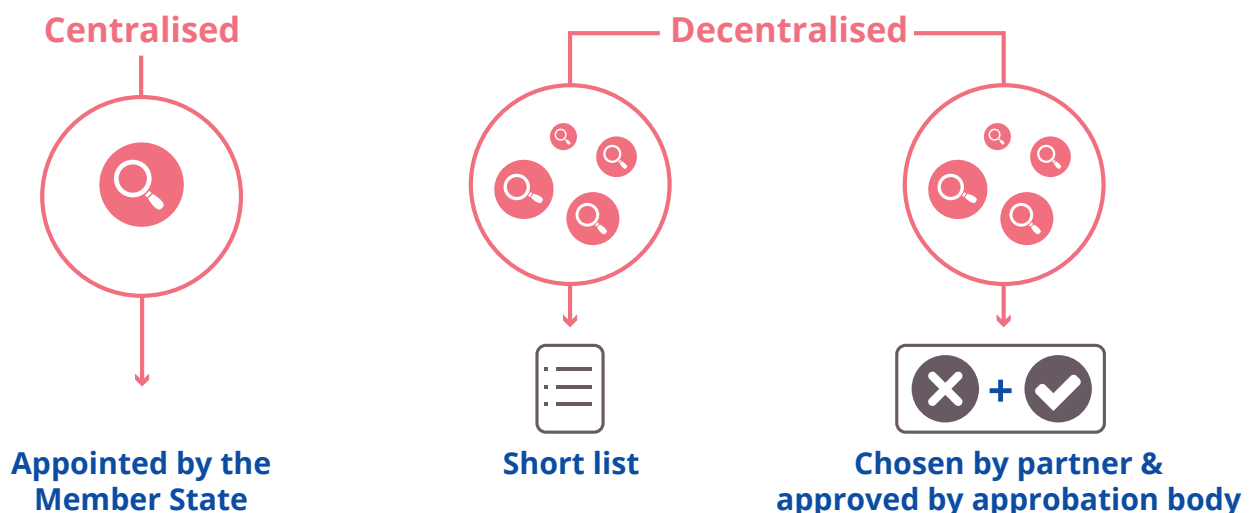 Centralised
Decentralised
+
Appointed by the
Member State
Short list
Chosen by partner &
approved by approbation body